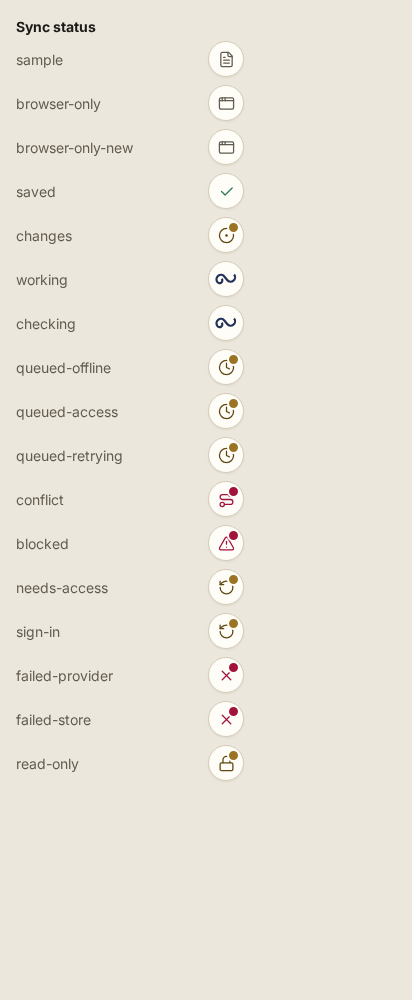 Sync status
sample
browser-only
browser-only-new
saved
changes
working
checking
queued-offline
queued-access
queued-retrying
conflict
blocked
needs-access
sign-in
failed-provider
failed-store
read-only